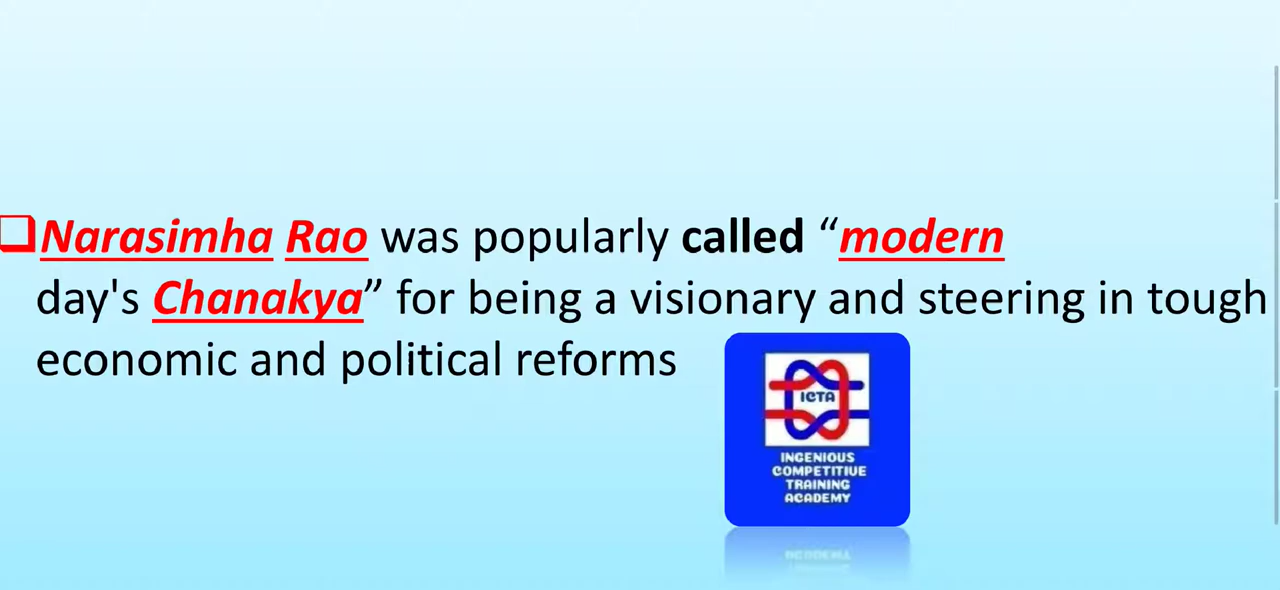 Narasimha Rao was popularly called “modern
day's Chanakya” for being a visionary and steering in tough
economic and political reforms
ICTA
INGENIOUS
COMPETITIVE
TRAINING
ACADEMY